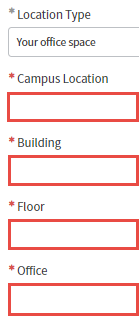 * Location Type
Your office space
* Campus Location
* Building
* Floor
* Office